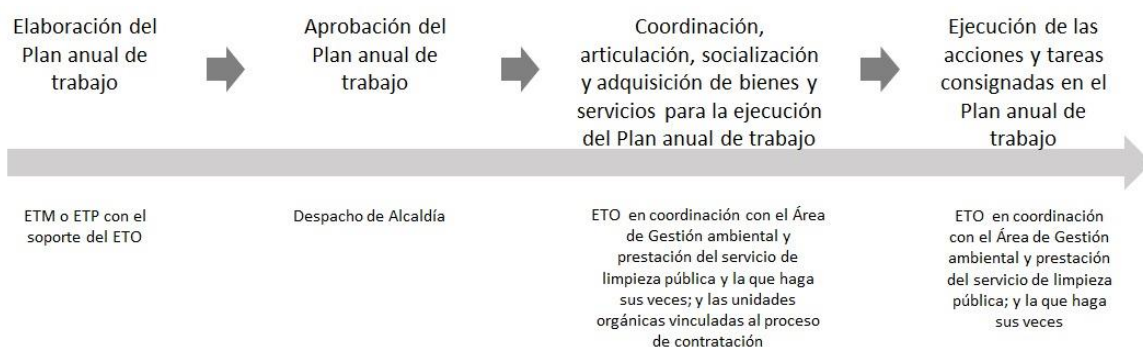 Elaboración del
Plan anual de
trabajo
Aprobación del
Plan anual de
trabajo
Coordinación,
articulación, socialización
y adquisición de bienes y
servicios para la ejecución
del Plan anual de trabajo
Ejecución de las
acciones y tareas
consignadas en el
Plan anual de
trabajo
ETM o ETP con el
soporte del ETO
Despacho de Alcaldía
ETO en coordinación con el Área
de Gestión ambiental y
prestación del servicio de
limpieza pública y la que haga
sus veces; y las unidades
orgánicas vinculadas al proceso
de contratación
ETO en coordinación
con el Área de Gestión
ambiental y prestación
del servicio de limpieza
pública; y la que haga
sus veces